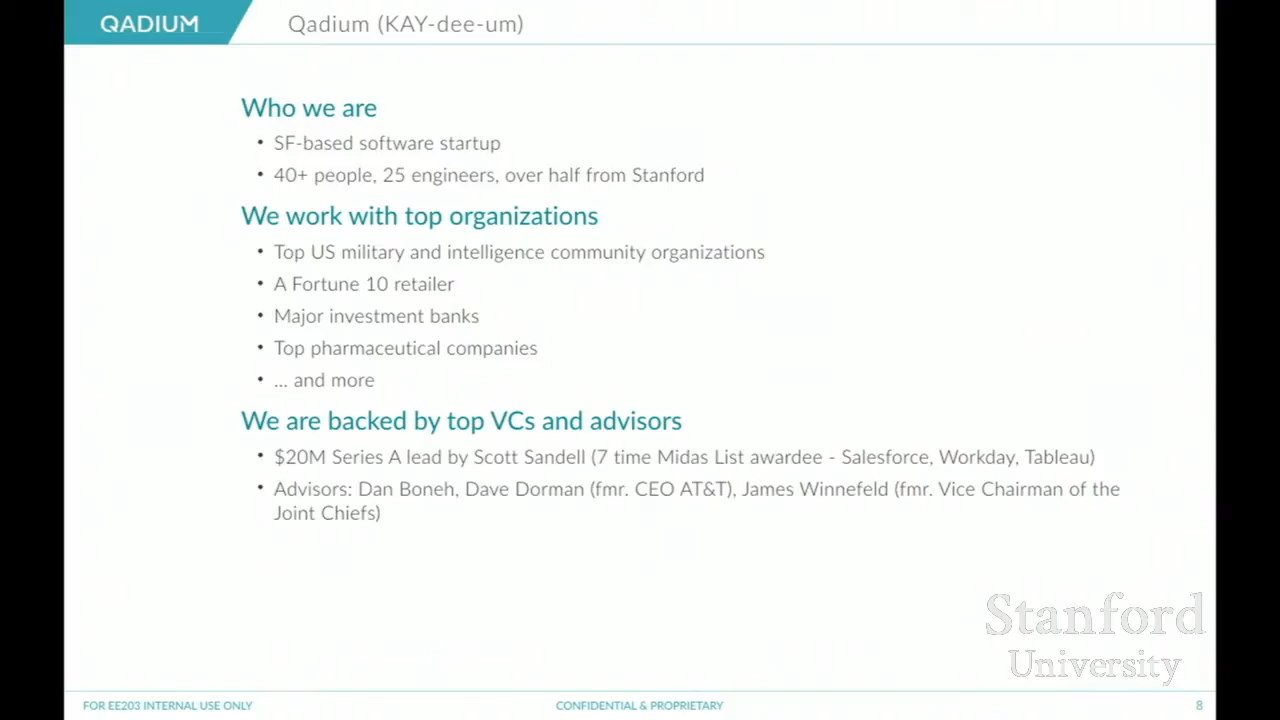 QADIUM
Qadium (KAY-dee-um)
Who we are
• SF-based software startup
• 40+ people, 25 engineers, over half from Stanford
We work with top organizations
• Top US military and intelligence community organizations
• A Fortune 10 retailer
• Major investment banks
• Top pharmaceutical companies
• ... and more
We are backed by top VCs and advisors
• $20M Series A lead by Scott Sandell (7 time Midas List awardee - Salesforce, Workday, Tableau)
• Advisors: Dan Boneh, Dave Dorman (fmr. CEO AT&T), James Winnefeld (fmr. Vice Chairman of the
Joint Chiefs)
Stanford
University
FOR EE203 INTERNAL USE ONLY
CONFIDENTIAL & PROPRIETARY
8